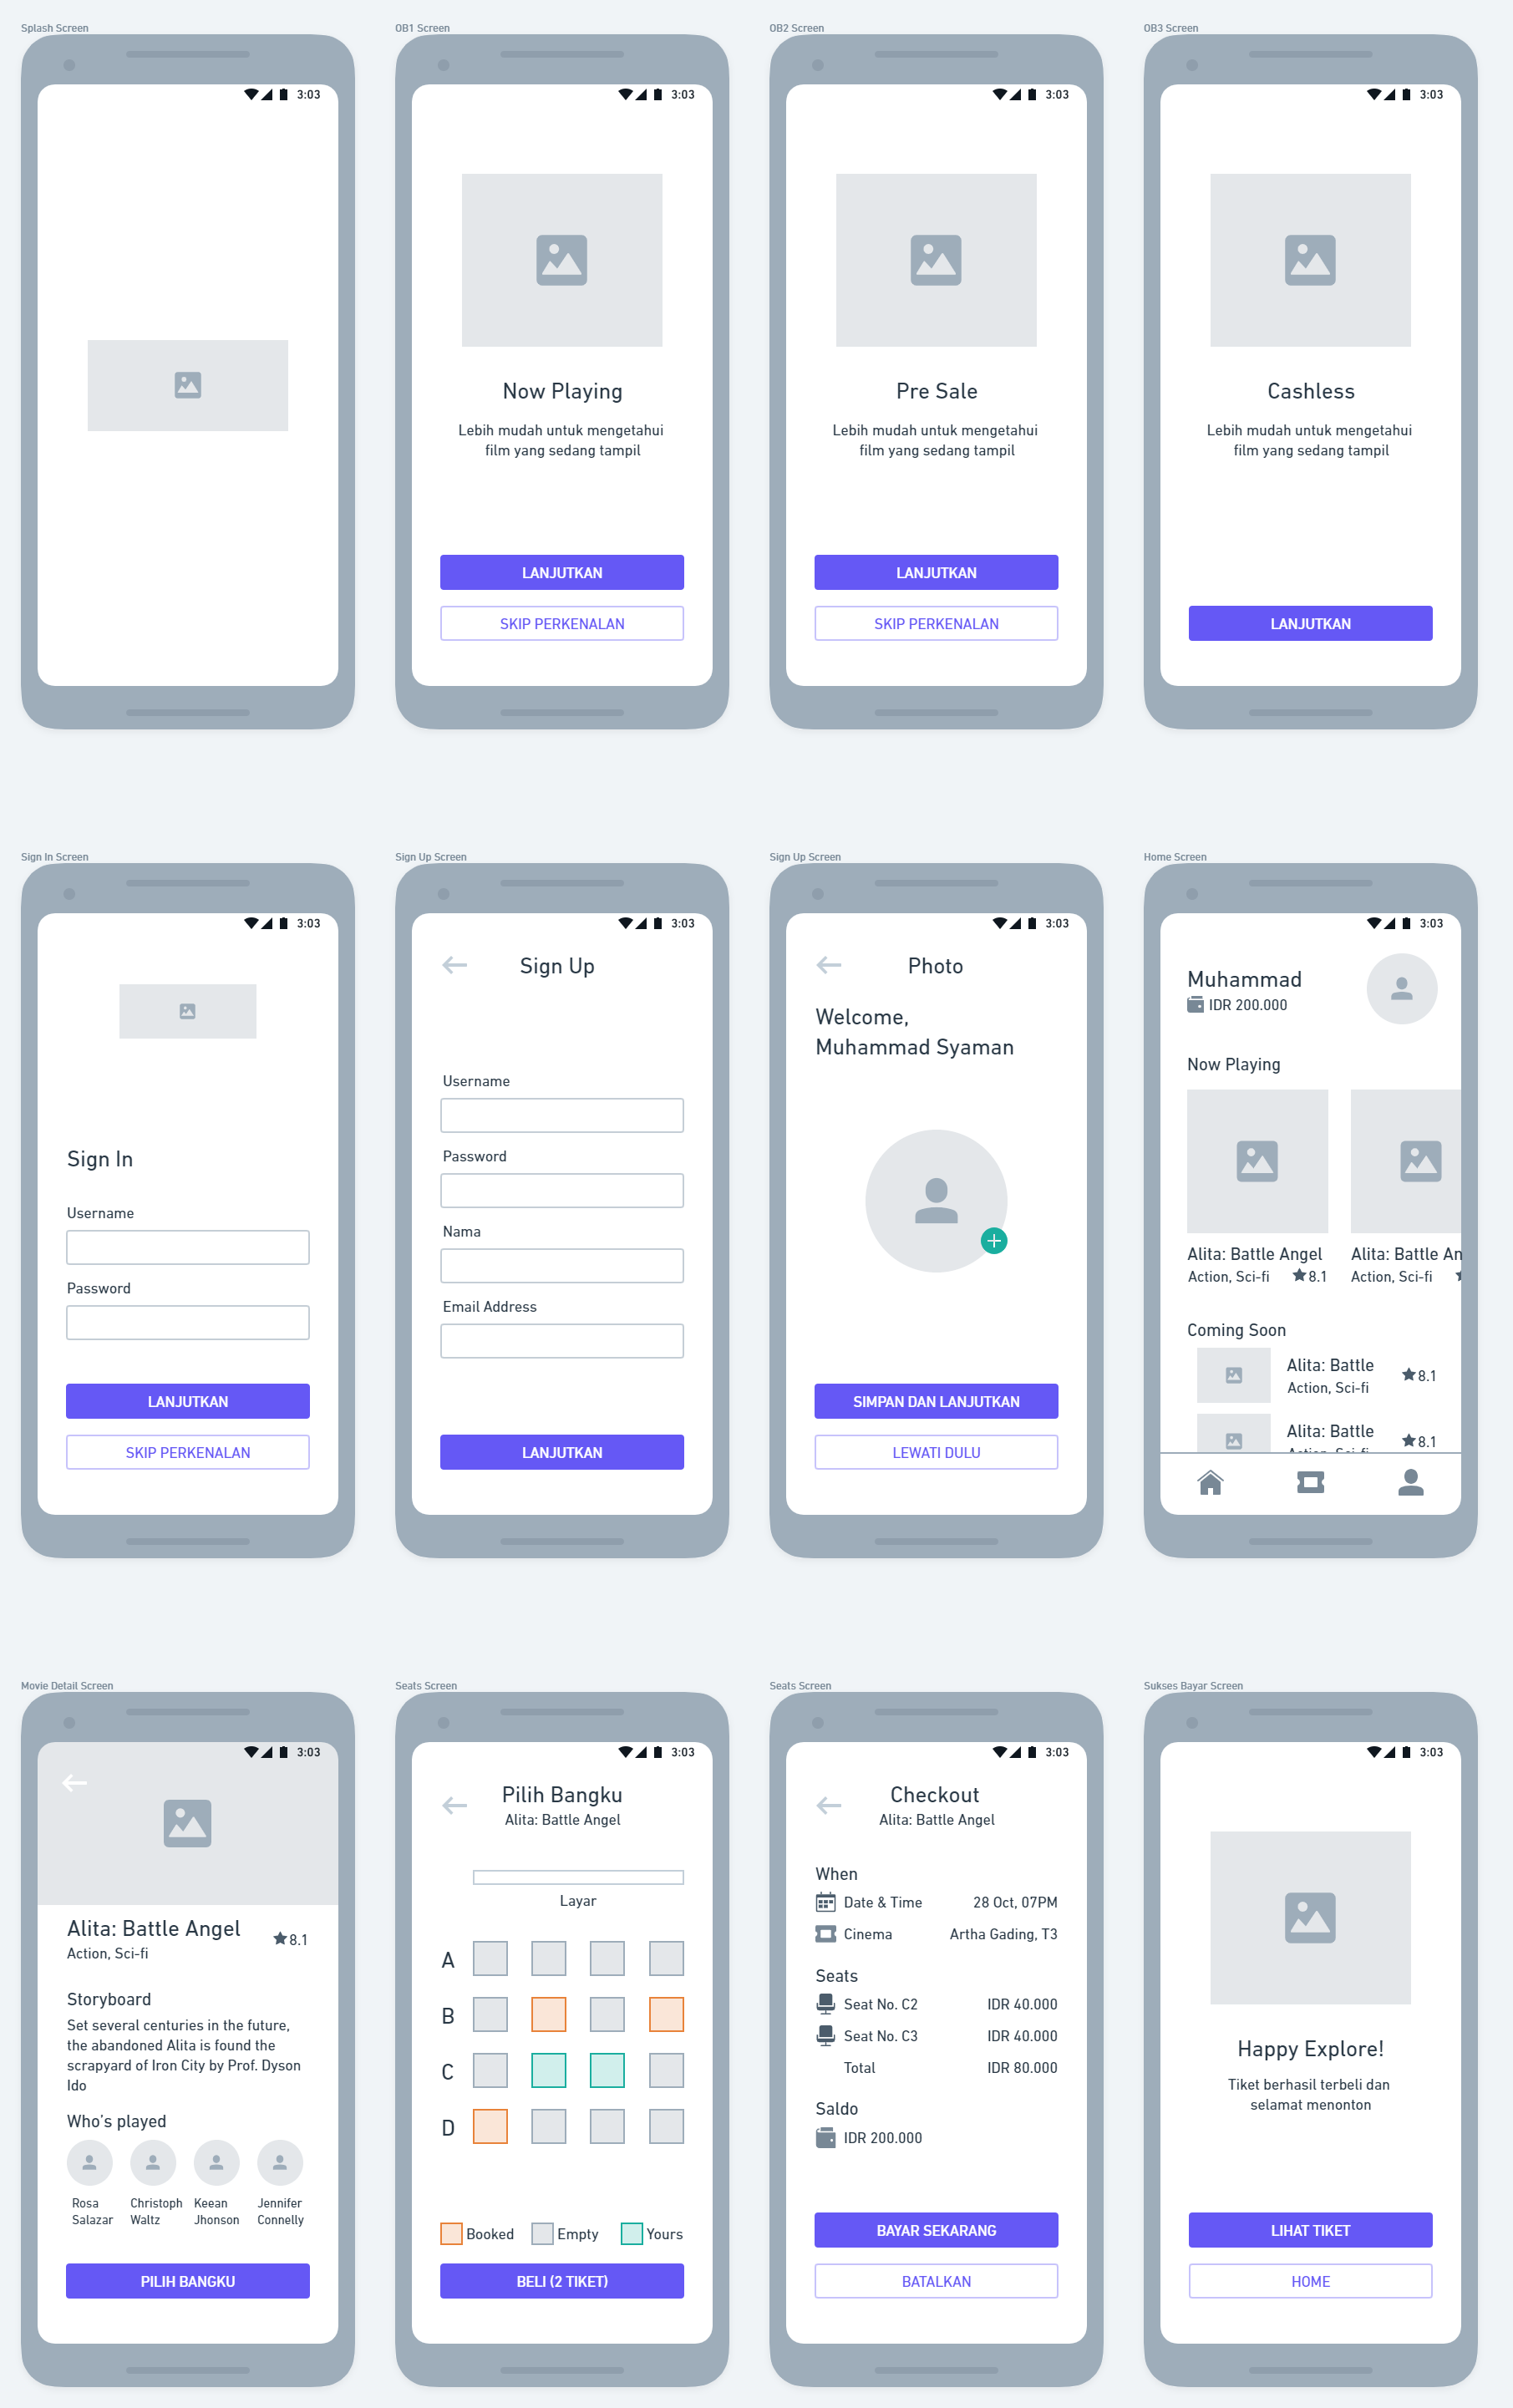 Splash Screen
3:03
OB1 Screen
3:03
Now Playing
Lebih mudah untuk mengetahui
film yang sedang tampil
LANJUTKAN
SKIP PERKENALAN
OB2 Screen
3:03
Pre Sale
Lebih mudah untuk mengetahui
film yang sedang tampil
LANJUTKAN
SKIP PERKENALAN
OB3 Screen
3:03
Cashless
Lebih mudah untuk mengetahui
film yang sedang tampil
LANJUTKAN
Sign In Screen
3:03
Sign In
Username
Password
LANJUTKAN
SKIP PERKENALAN
Sign Up Screen
3:03
Sign Up
Username
Password
Nama
Email Address
LANJUTKAN
Sign Up Screen
3:03
Photo
Welcome,
Muhammad Syaman
SIMPAN DAN LANJUTKAN
LEWATI DULU
Home Screen
3:03
Muhammad
IDR 200.000
Now Playing
Alita: Battle Angel
Action, Sci-fi 8.1
Alita: Battle An
Action, Sci-fi
Coming Soon
Alita: Battle
Action, Sci-fi
8.1
Alita: Battle
Action, Sci-fi
8.1
Movie Detail Screen
3:03
Alita: Battle Angel
Action, Sci-fi
8.1
Storyboard
Set several centuries in the future,
the abandoned Alita is found the
scrapyard of Iron City by Prof. Dyson
Ido
Who's played
Rosa
Salazar
Christoph
Waltz
Keean
Jhonson
Jennifer
Connelly
PILIH BANGKU
Seats Screen
3:03
Pilih Bangku
Alita: Battle Angel
Layar
A
B
C
D
Booked Empty Yours
BELI (2 TIKET)
Seats Screen
3:03
Checkout
Alita: Battle Angel
When
Date & Time 28 Oct, 07PM
Cinema Artha Gading, T3
Seats
Seat No. C2 IDR 40.000
Seat No. C3 IDR 40.000
Total IDR 80.000
Saldo
IDR 200.000
BAYAR SEKARANG
BATALKAN
Sukses Bayar Screen
3:03
Happy Explore!
Tiket berhasil terbeli dan
selamat menonton
LIHAT TIKET
HOME